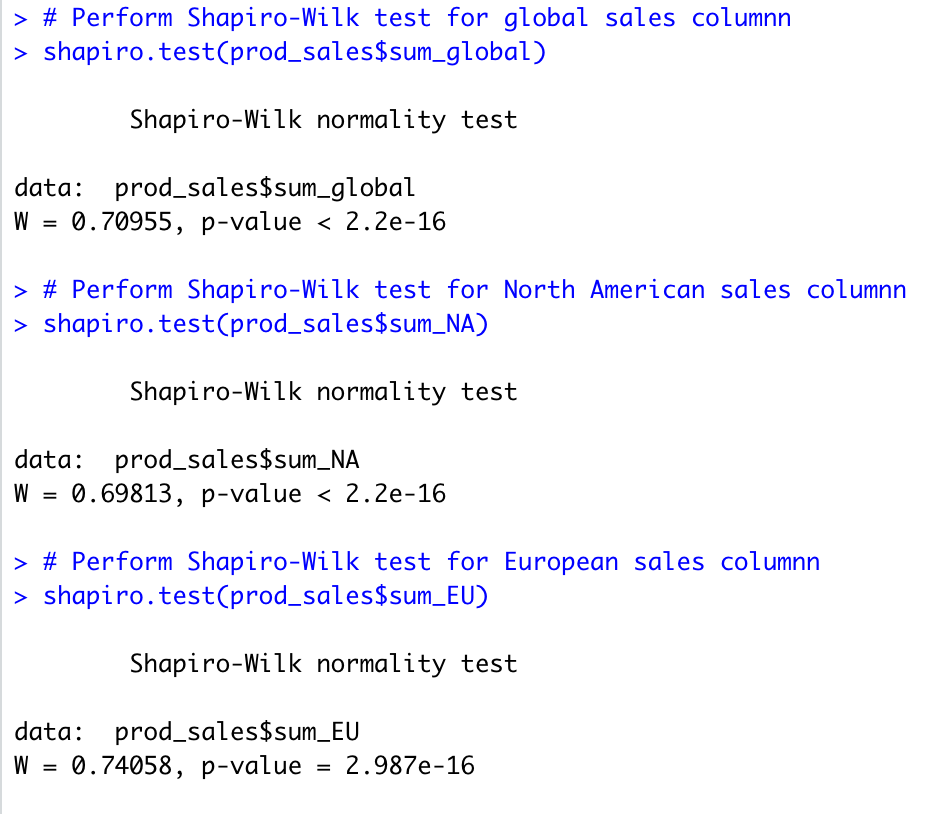 > # Perform Shapiro-Wilk test for global sales columnn
> shapiro.test(prod_sales$sum_global)
Shapiro-Wilk normality test
data:  prod_sales$sum_global
W = 0.70955, p-value < 2.2e-16
> # Perform Shapiro-Wilk test for North American sales columnn
> shapiro.test(prod_sales$sum_NA)
Shapiro-Wilk normality test
data:  prod_sales$sum_NA
W = 0.69813, p-value < 2.2e-16
> # Perform Shapiro-Wilk test for European sales columnn
> shapiro.test(prod_sales$sum_EU)
Shapiro-Wilk normality test
data:  prod_sales$sum_EU
W = 0.74058, p-value = 2.987e-16